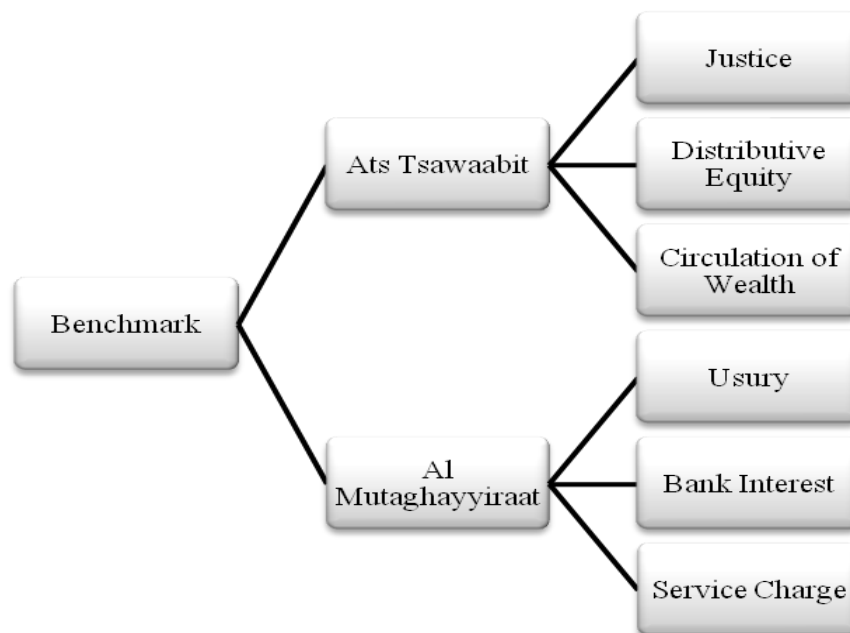 Justice
Ats Tsawaabit
Distributive
Equity
Circulation of
Wealth
Benchmark
Usury
Al
Mutaghayyiraat
Bank Interest
Service Charge